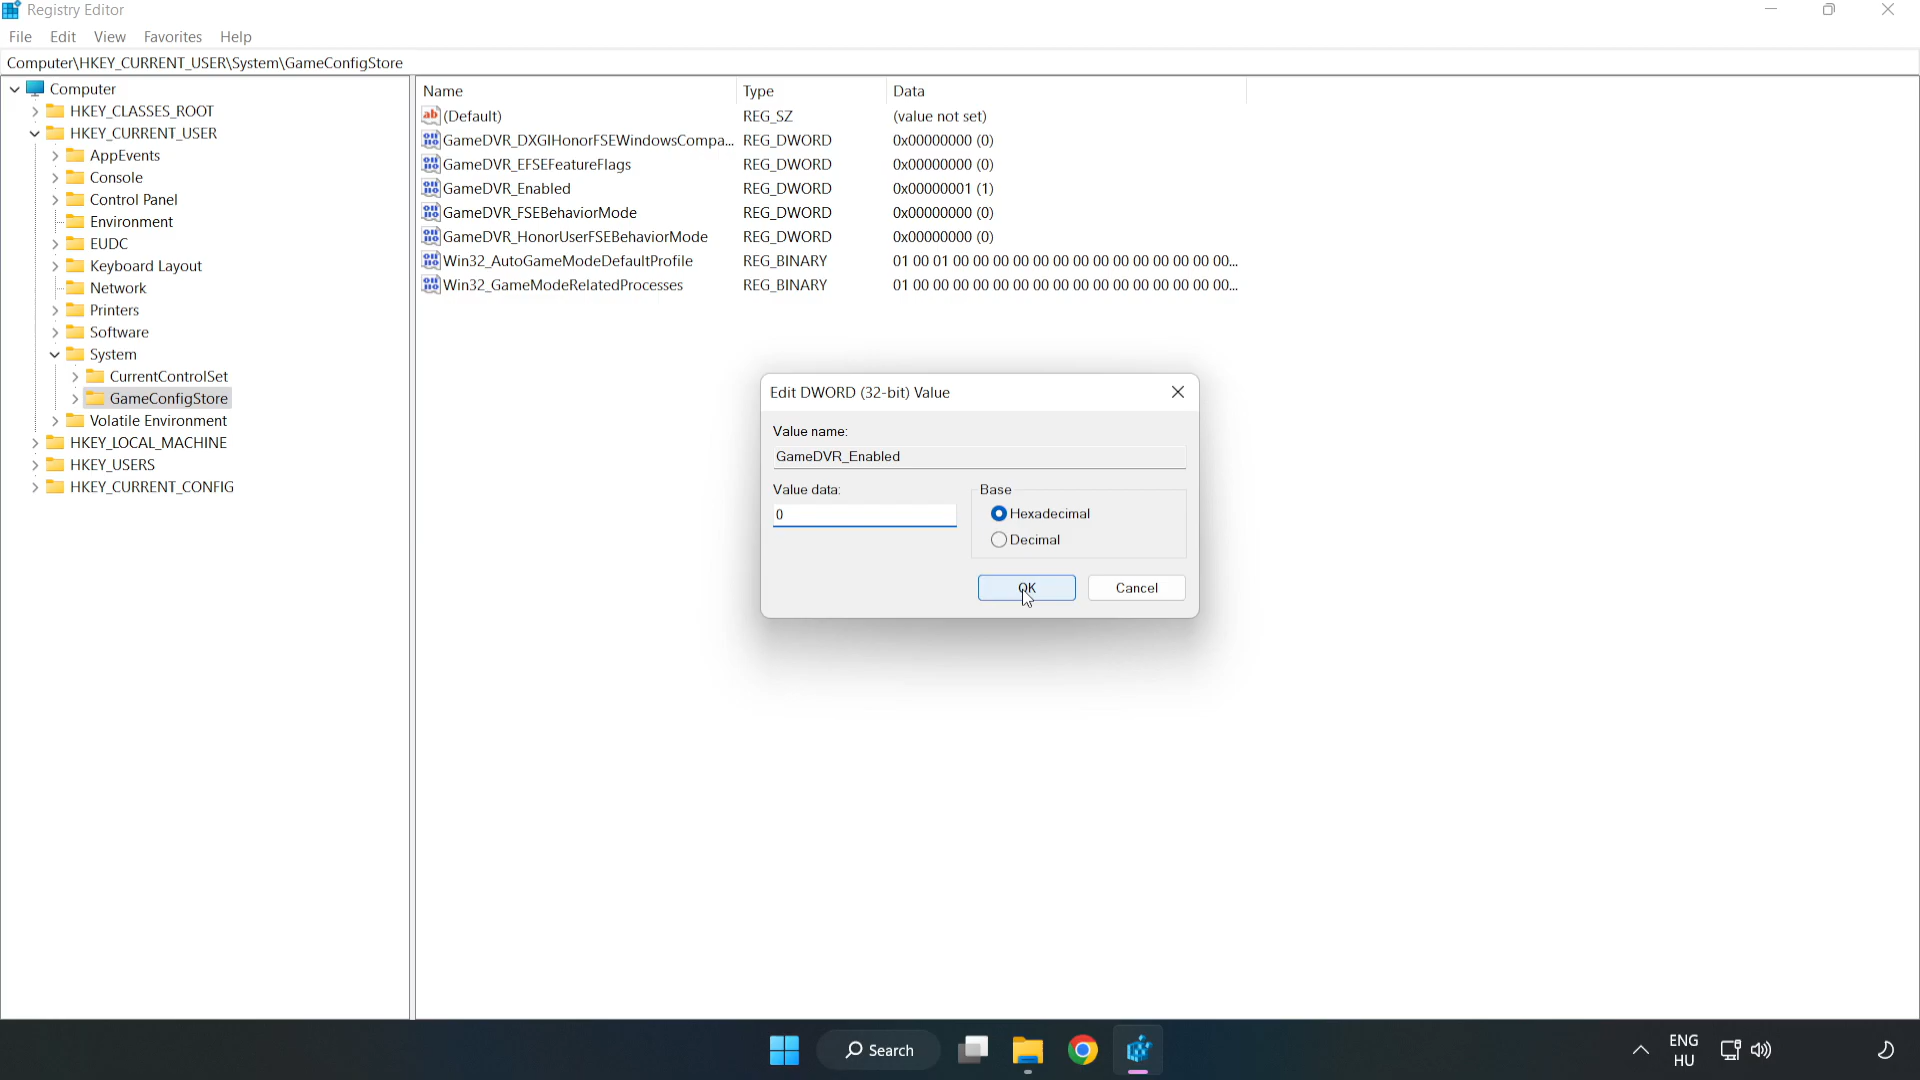 Registry Editor
File Edit View Favorites Help
Computer\HKEY_CURRENT_USER\System\GameConfigStore
Computer
HKEY_CLASSES_ROOT
HKEY_CURRENT_USER
AppEvents
Console
Control Panel
Environment
EUDC
Keyboard Layout
Network
Printers
Software
System
CurrentControlSet
GameConfigStore
Volatile Environment
HKEY_LOCAL_MACHINE
HKEY_USERS
HKEY_CURRENT_CONFIG
Name Type Data
(Default) REG_SZ (value not set)
GameDVR_DXGIHonorFSEWindowsCompa... REG_DWORD 0x00000000 (0)
GameDVR_EFSEFeatureFlags REG_DWORD 0x00000000 (0)
GameDVR_Enabled REG_DWORD 0x00000001 (1)
GameDVR_FSEBehaviorMode REG_DWORD 0x00000000 (0)
GameDVR_HonorUserFSEBehaviorMode REG_DWORD 0x00000000 (0)
Win32_AutoGameModeDefaultProfile REG_BINARY 01 00 01 00 00 00 00 00 00 00 00 00 00 00 00 00 00...
Win32_GameModeRelatedProcesses REG_BINARY 01 00 00 00 00 00 00 00 00 00 00 00 00 00 00 00 00...
Edit DWORD (32-bit) Value
Value name:
GameDVR_Enabled
Value data:
0
Base
Hexadecimal
Decimal
OK Cancel
Search
ENG
HU